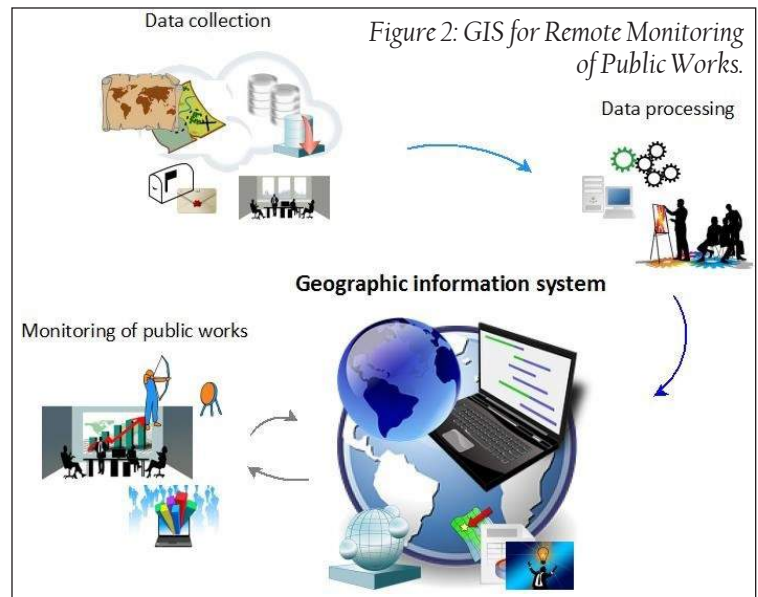 Data collection
Figure 2: GIS for Remote Monitoring
of Public Works.
Data processing
Geographic information system
Monitoring of public works